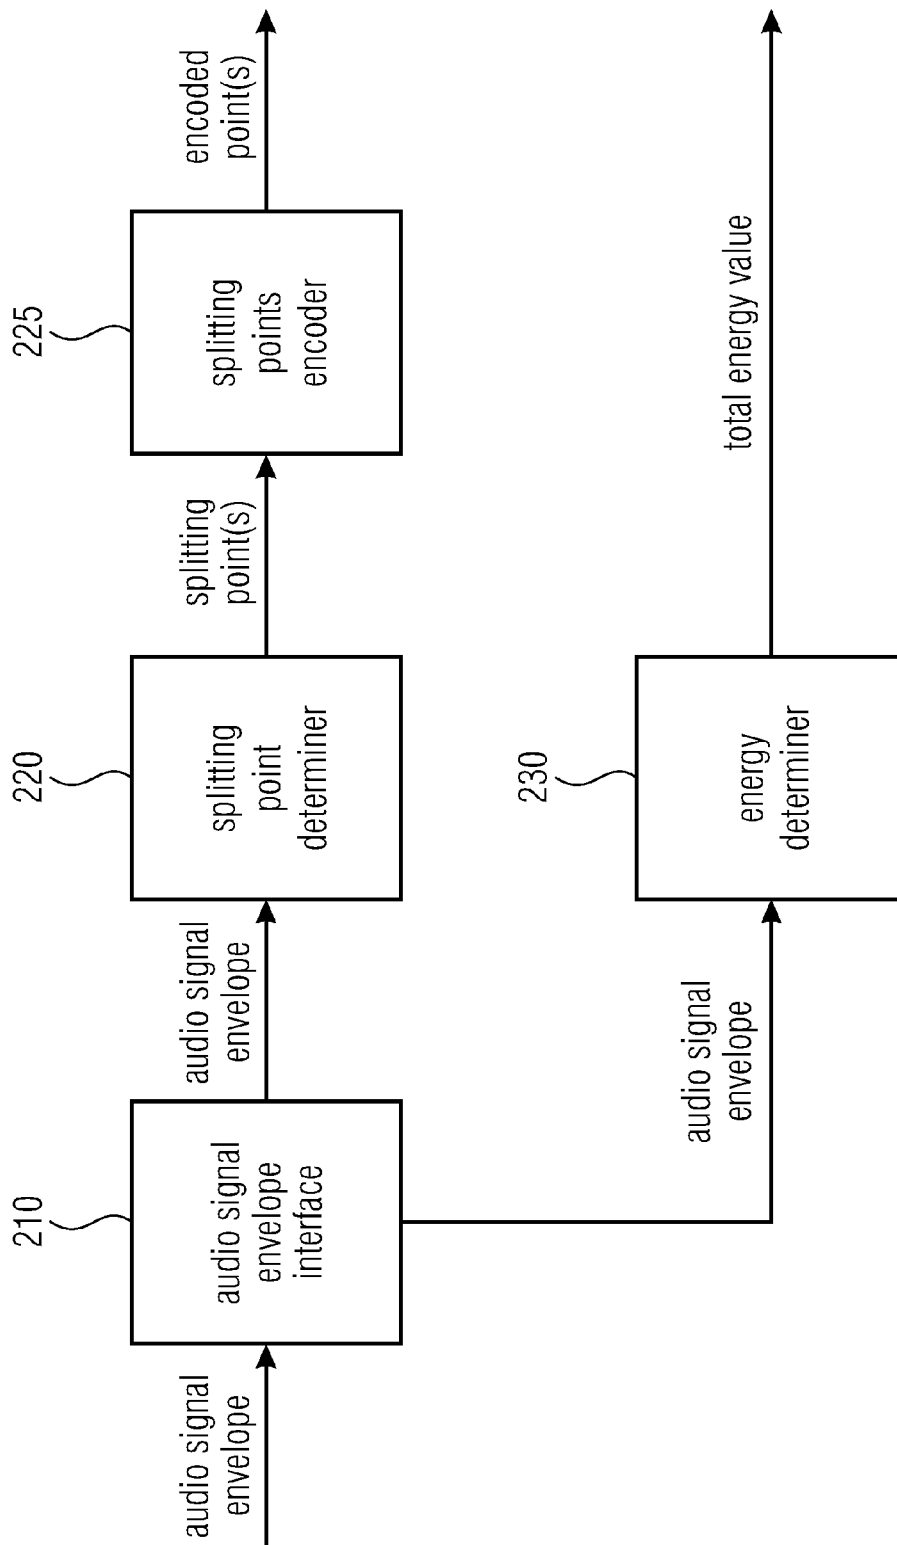 audio signal
envelope
210
audio signal
envelope
interface
audio signal
envelope
220
splitting
point
determiner
splitting
point(s)
225
splitting
points
encoder
encoded
point(s)
audio signal
envelope
230
energy
determiner
total energy value